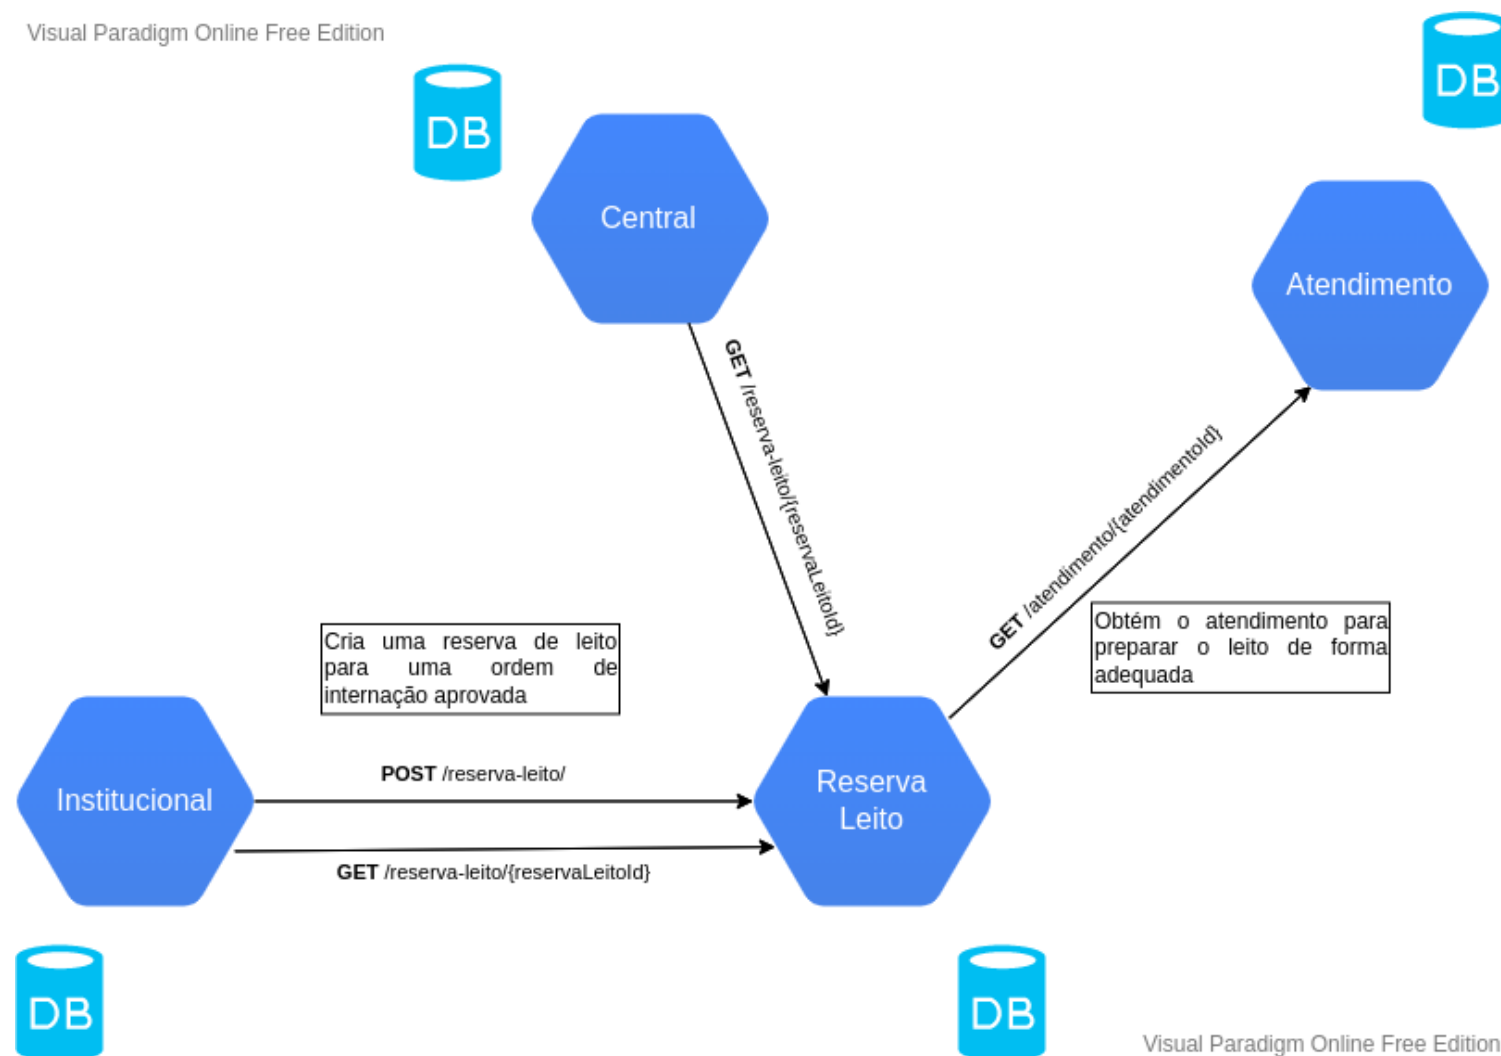 Visual Paradigm Online Free Edition
DB
DB
Central
Atendimento
GET /reserva-leito/{reservaLeitoId}
GET /atendimento/{atendimentoId}
Cria uma reserva de leito
para uma ordem de
internação aprovada
Obtém o atendimento para
preparar o leito de forma
adequada
POST /reserva-leito/
Institucional
Reserva
Leito
GET /reserva-leito/{reservaLeitoId}
DB
DB
Visual Paradigm Online Free Edition